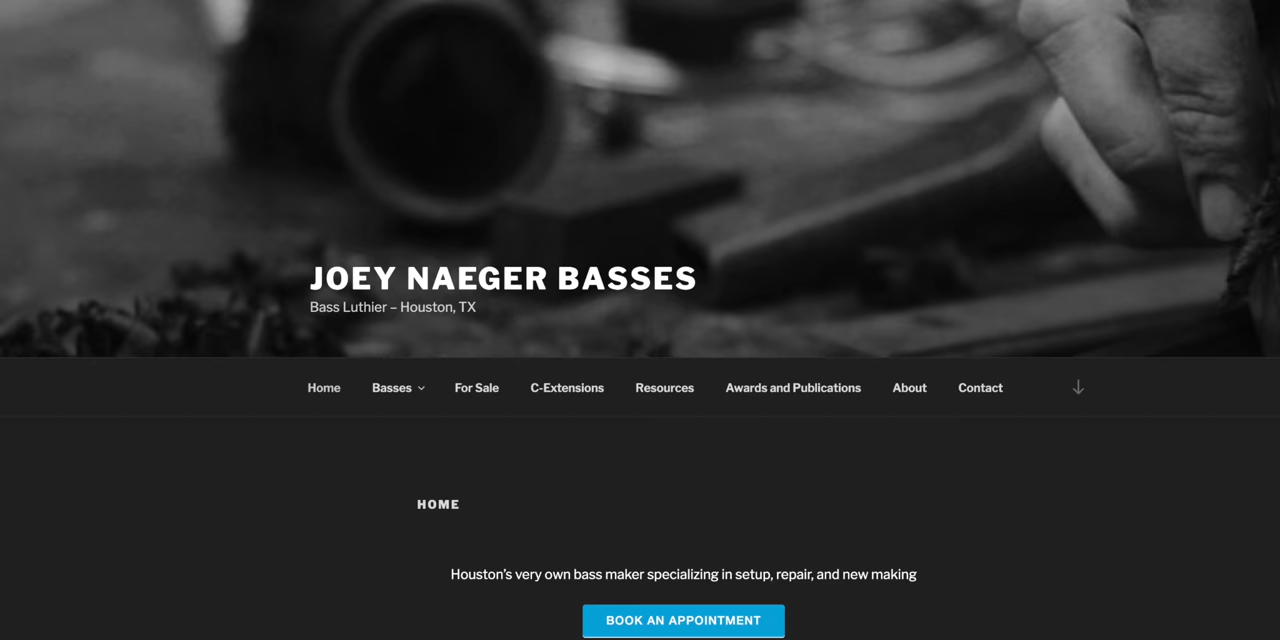 JOEY NAEGER BASSES
Bass Luthier – Houston, TX
Home Basses For Sale C-Extensions Resources Awards and Publications About Contact
HOME
Houston’s very own bass maker specializing in setup, repair, and new making
BOOK AN APPOINTMENT